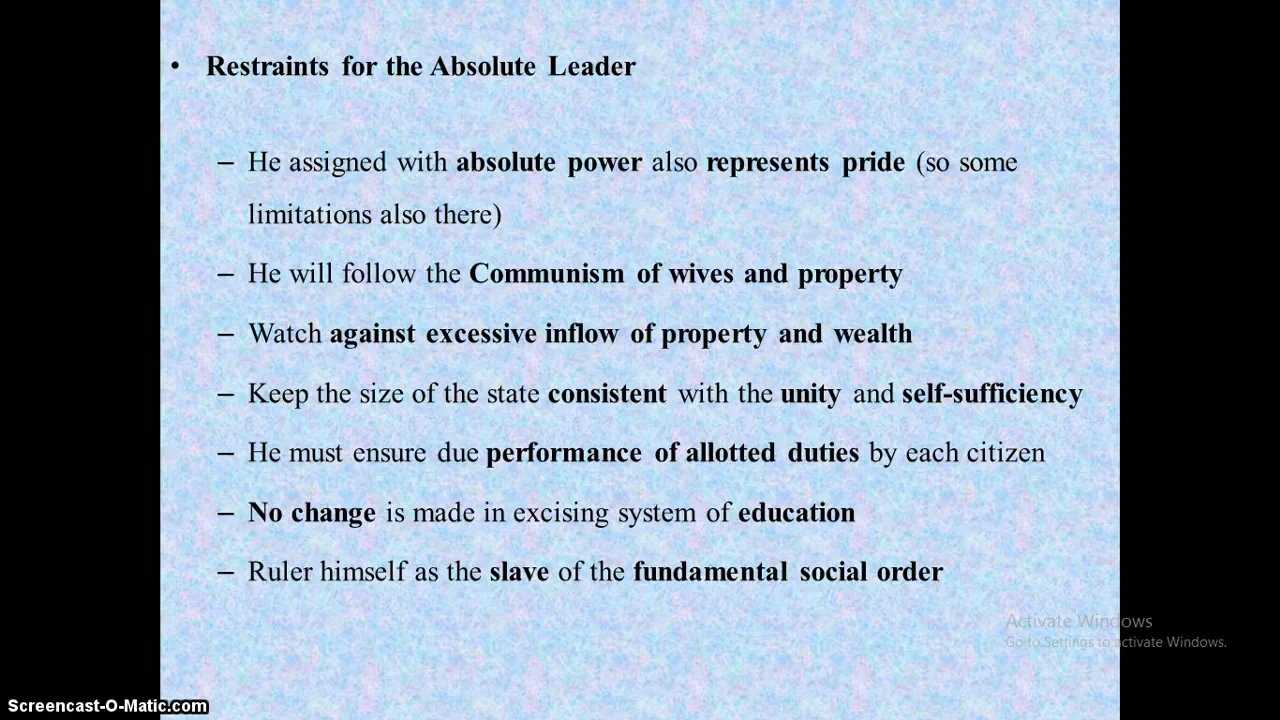 • Restraints for the Absolute Leader
– He assigned with absolute power also represents pride (so some
limitations also there)
– He will follow the Communism of wives and property
– Watch against excessive inflow of property and wealth
– Keep the size of the state consistent with the unity and self-sufficiency
– He must ensure due performance of allotted duties by each citizen
– No change is made in excising system of education
– Ruler himself as the slave of the fundamental social order
Activate Windows
Go to Settings to activate Windows.
Screencast-O-Matic.com